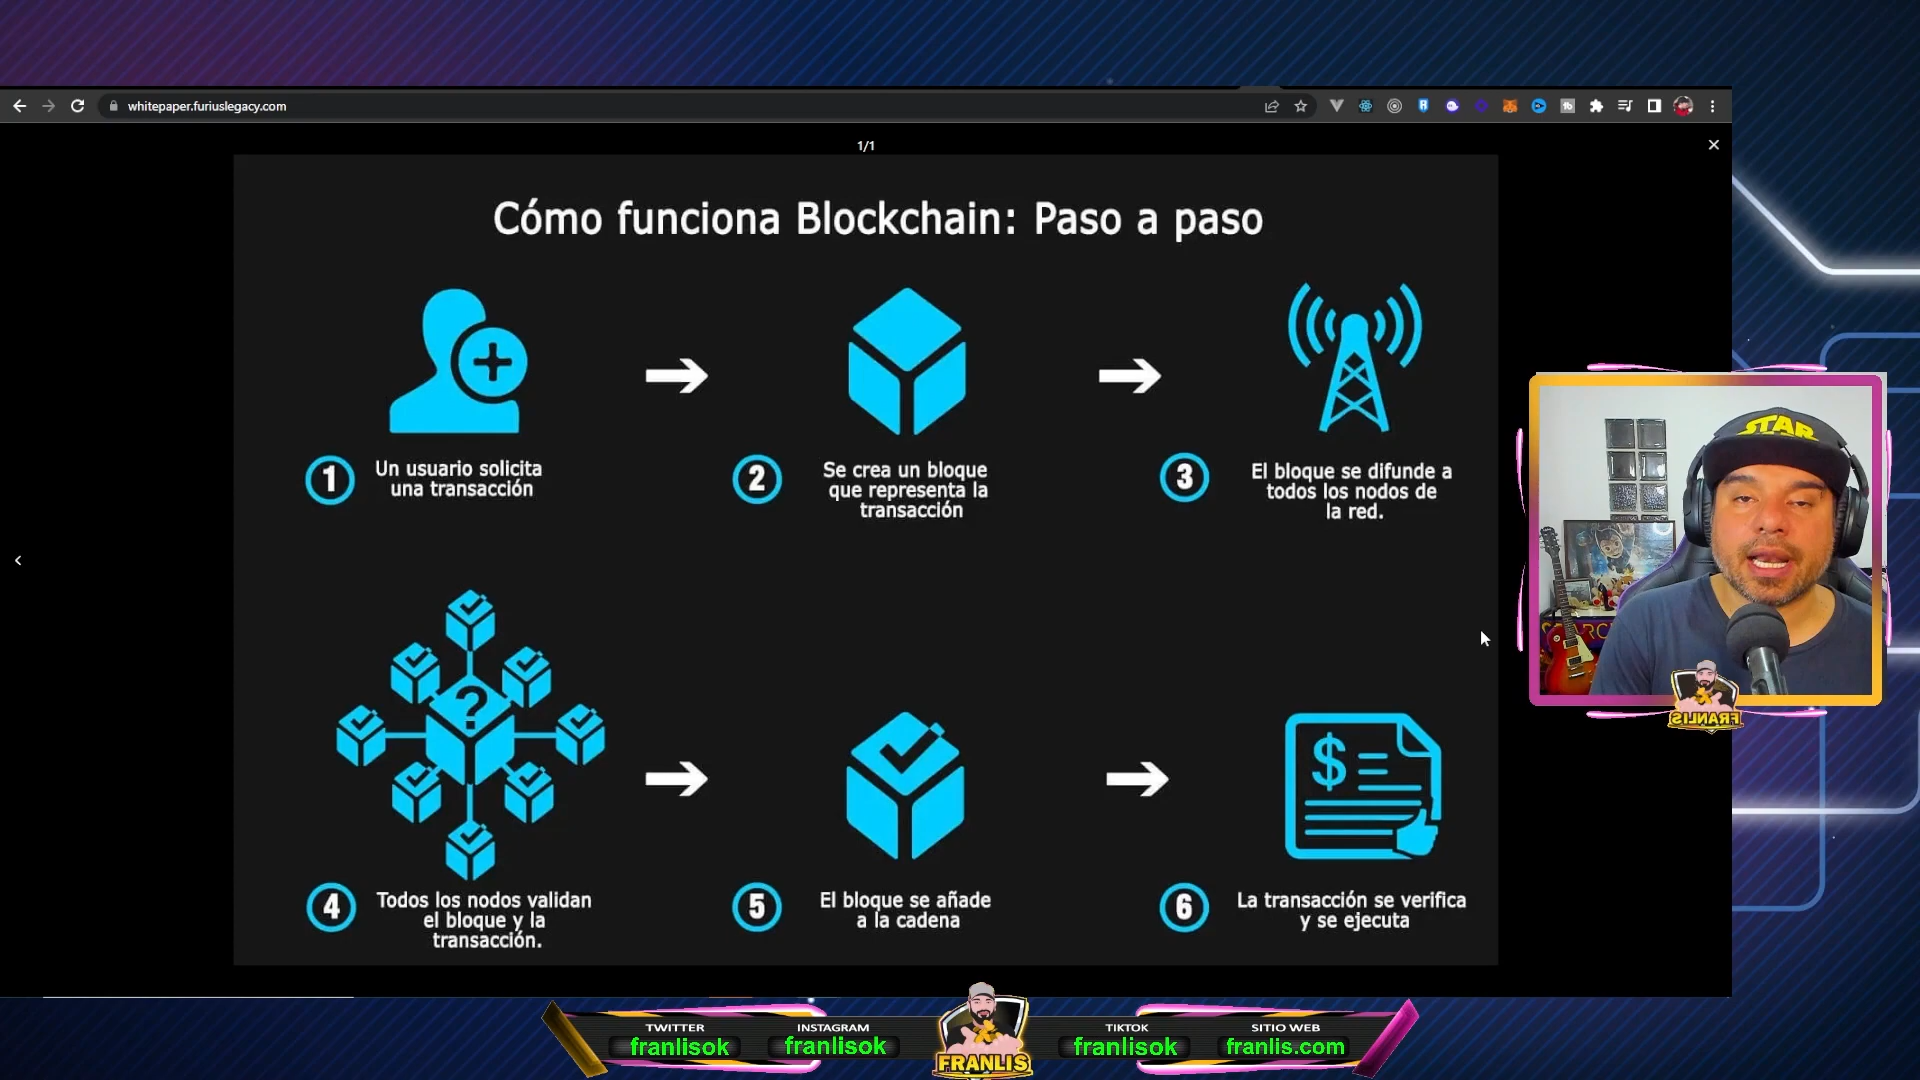 whitepaper.furiuslegacy.com
1/1
Cómo funciona Blockchain: Paso a paso
1
Un usuario solicita
una transacción
2
Se crea un bloque
que representa la
transacción
3
El bloque se difunde a
todos los nodos de
la red.
STAR
FRANLIS
4
Todos los nodos validan
el bloque y la
transacción.
5
El bloque se añade
a la cadena
6
La transacción se verifica
y se ejecuta
TWITTER
franlisok
INSTAGRAM
franlisok
FRANLIS
TIKTOK
franlisok
SITIO WEB
franlis.com